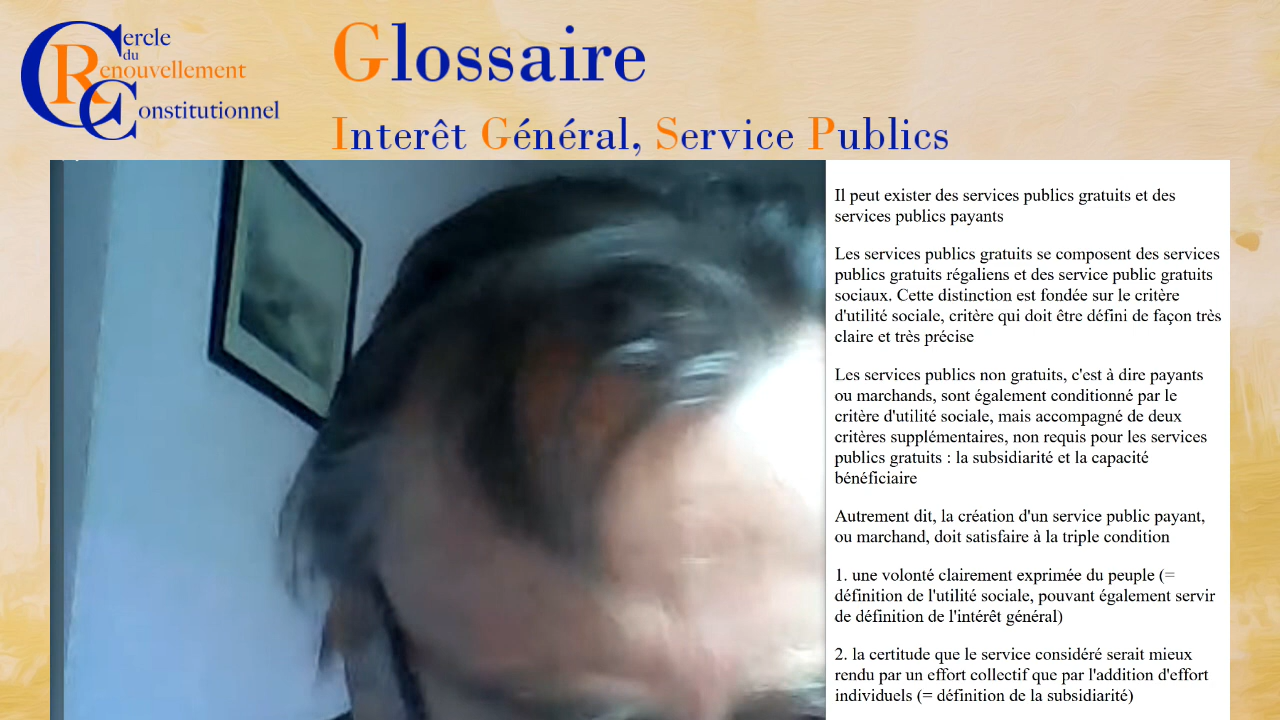 Cercle
du
Renouvellement
Constitutionnel
Glossaire
Interêt Général, Service Publics
Il peut exister des services publics gratuits et des
services publics payants
Les services publics gratuits se composent des services
publics gratuits régaliens et des service public gratuits
sociaux. Cette distinction est fondée sur le critère
d'utilité sociale, critère qui doit être défini de façon très
claire et très précise
Les services publics non gratuits, c'est à dire payants
ou marchands, sont également conditionné par le
critère d'utilité sociale, mais accompagné de deux
critères supplémentaires, non requis pour les services
publics gratuits : la subsidiarité et la capacité
bénéficiaire
Autrement dit, la création d'un service public payant,
ou marchand, doit satisfaire à la triple condition
1. une volonté clairement exprimée du peuple (=
définition de l'utilité sociale, pouvant également servir
de définition de l'intérêt général)
2. la certitude que le service considéré serait mieux
rendu par un effort collectif que par l'addition d'effort
individuels (= définition de la subsidiarité)